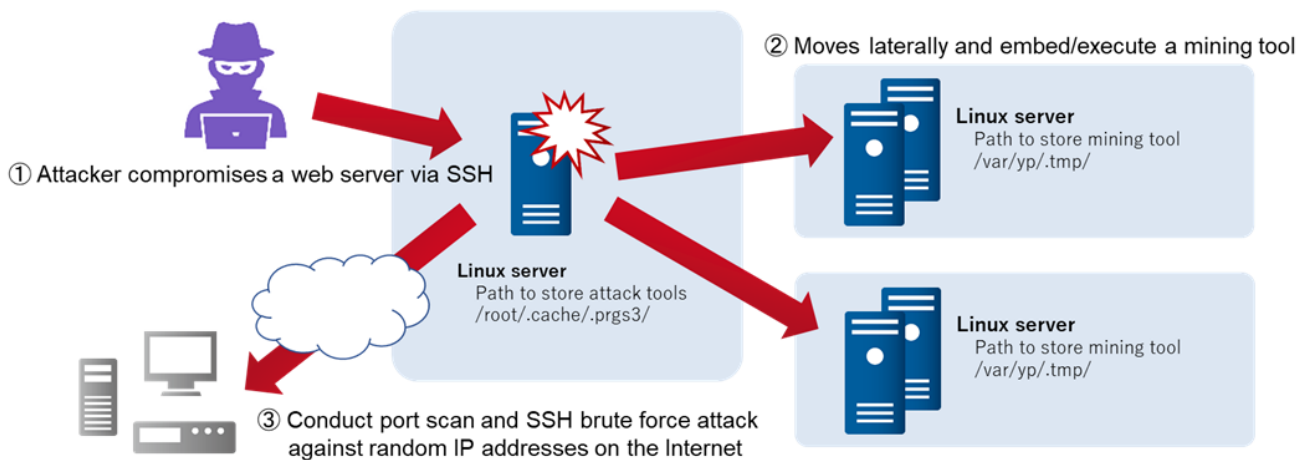 ① Attacker compromises a web server via SSH
Linux server
Path to store attack tools
/root/.cache/.prgs3/
② Moves laterally and embed/execute a mining tool
Linux server
Path to store mining tool
/var/yp/.tmp/
Linux server
Path to store mining tool
/var/yp/.tmp/
③ Conduct port scan and SSH brute force attack
against random IP addresses on the Internet